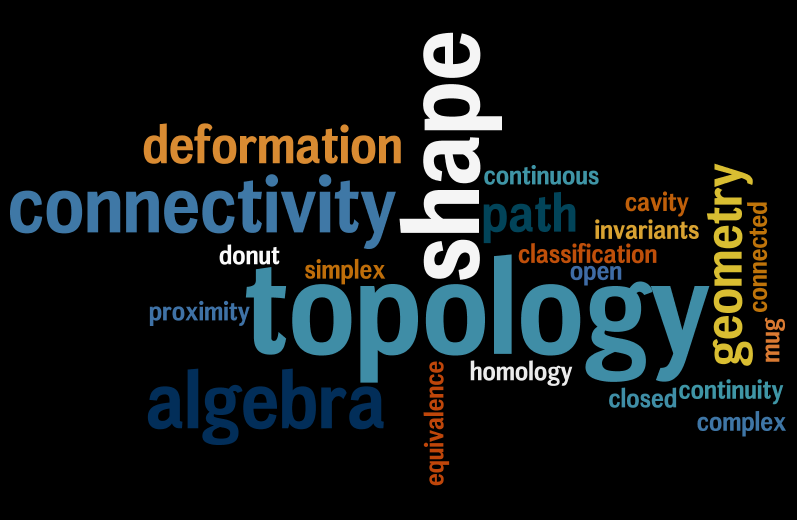 shape
deformation
connectivity
continuous
path
cavity
invariants
geometry
connected
donut
simplex
classification
open
proximity
topology
mug
algebra
equivalence
homology
closed
continuity
complex